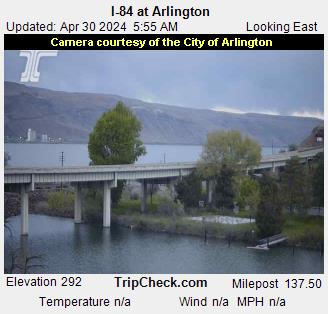 I-84 at Arlington
Updated: Apr 30 2024 5:55 AM Looking East
Camera courtesy of the City of Arlington
Elevation 292 TripCheck.com Milepost 137.50
Temperature n/a Wind n/a MPH n/a